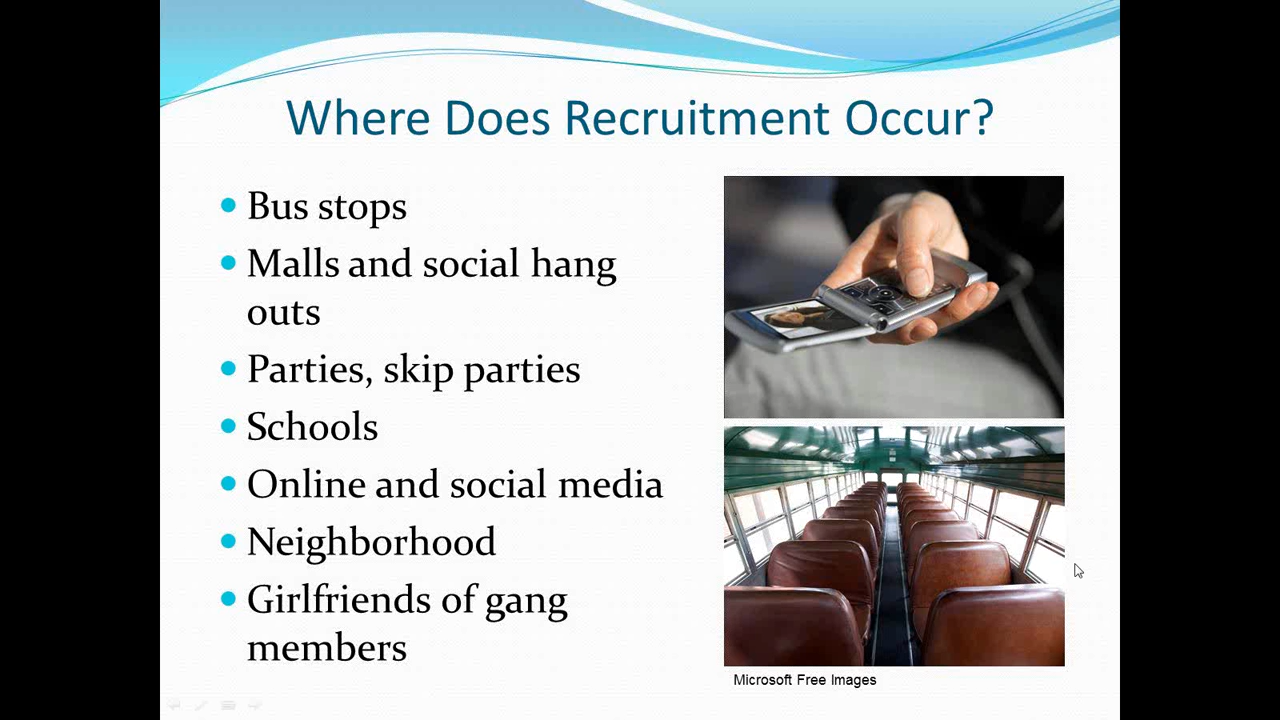 Where Does Recruitment Occur?
Bus stops
Malls and social hang
outs
Parties, skip parties
Schools
Online and social media
Neighborhood
Girlfriends of gang
members
Microsoft Free Images